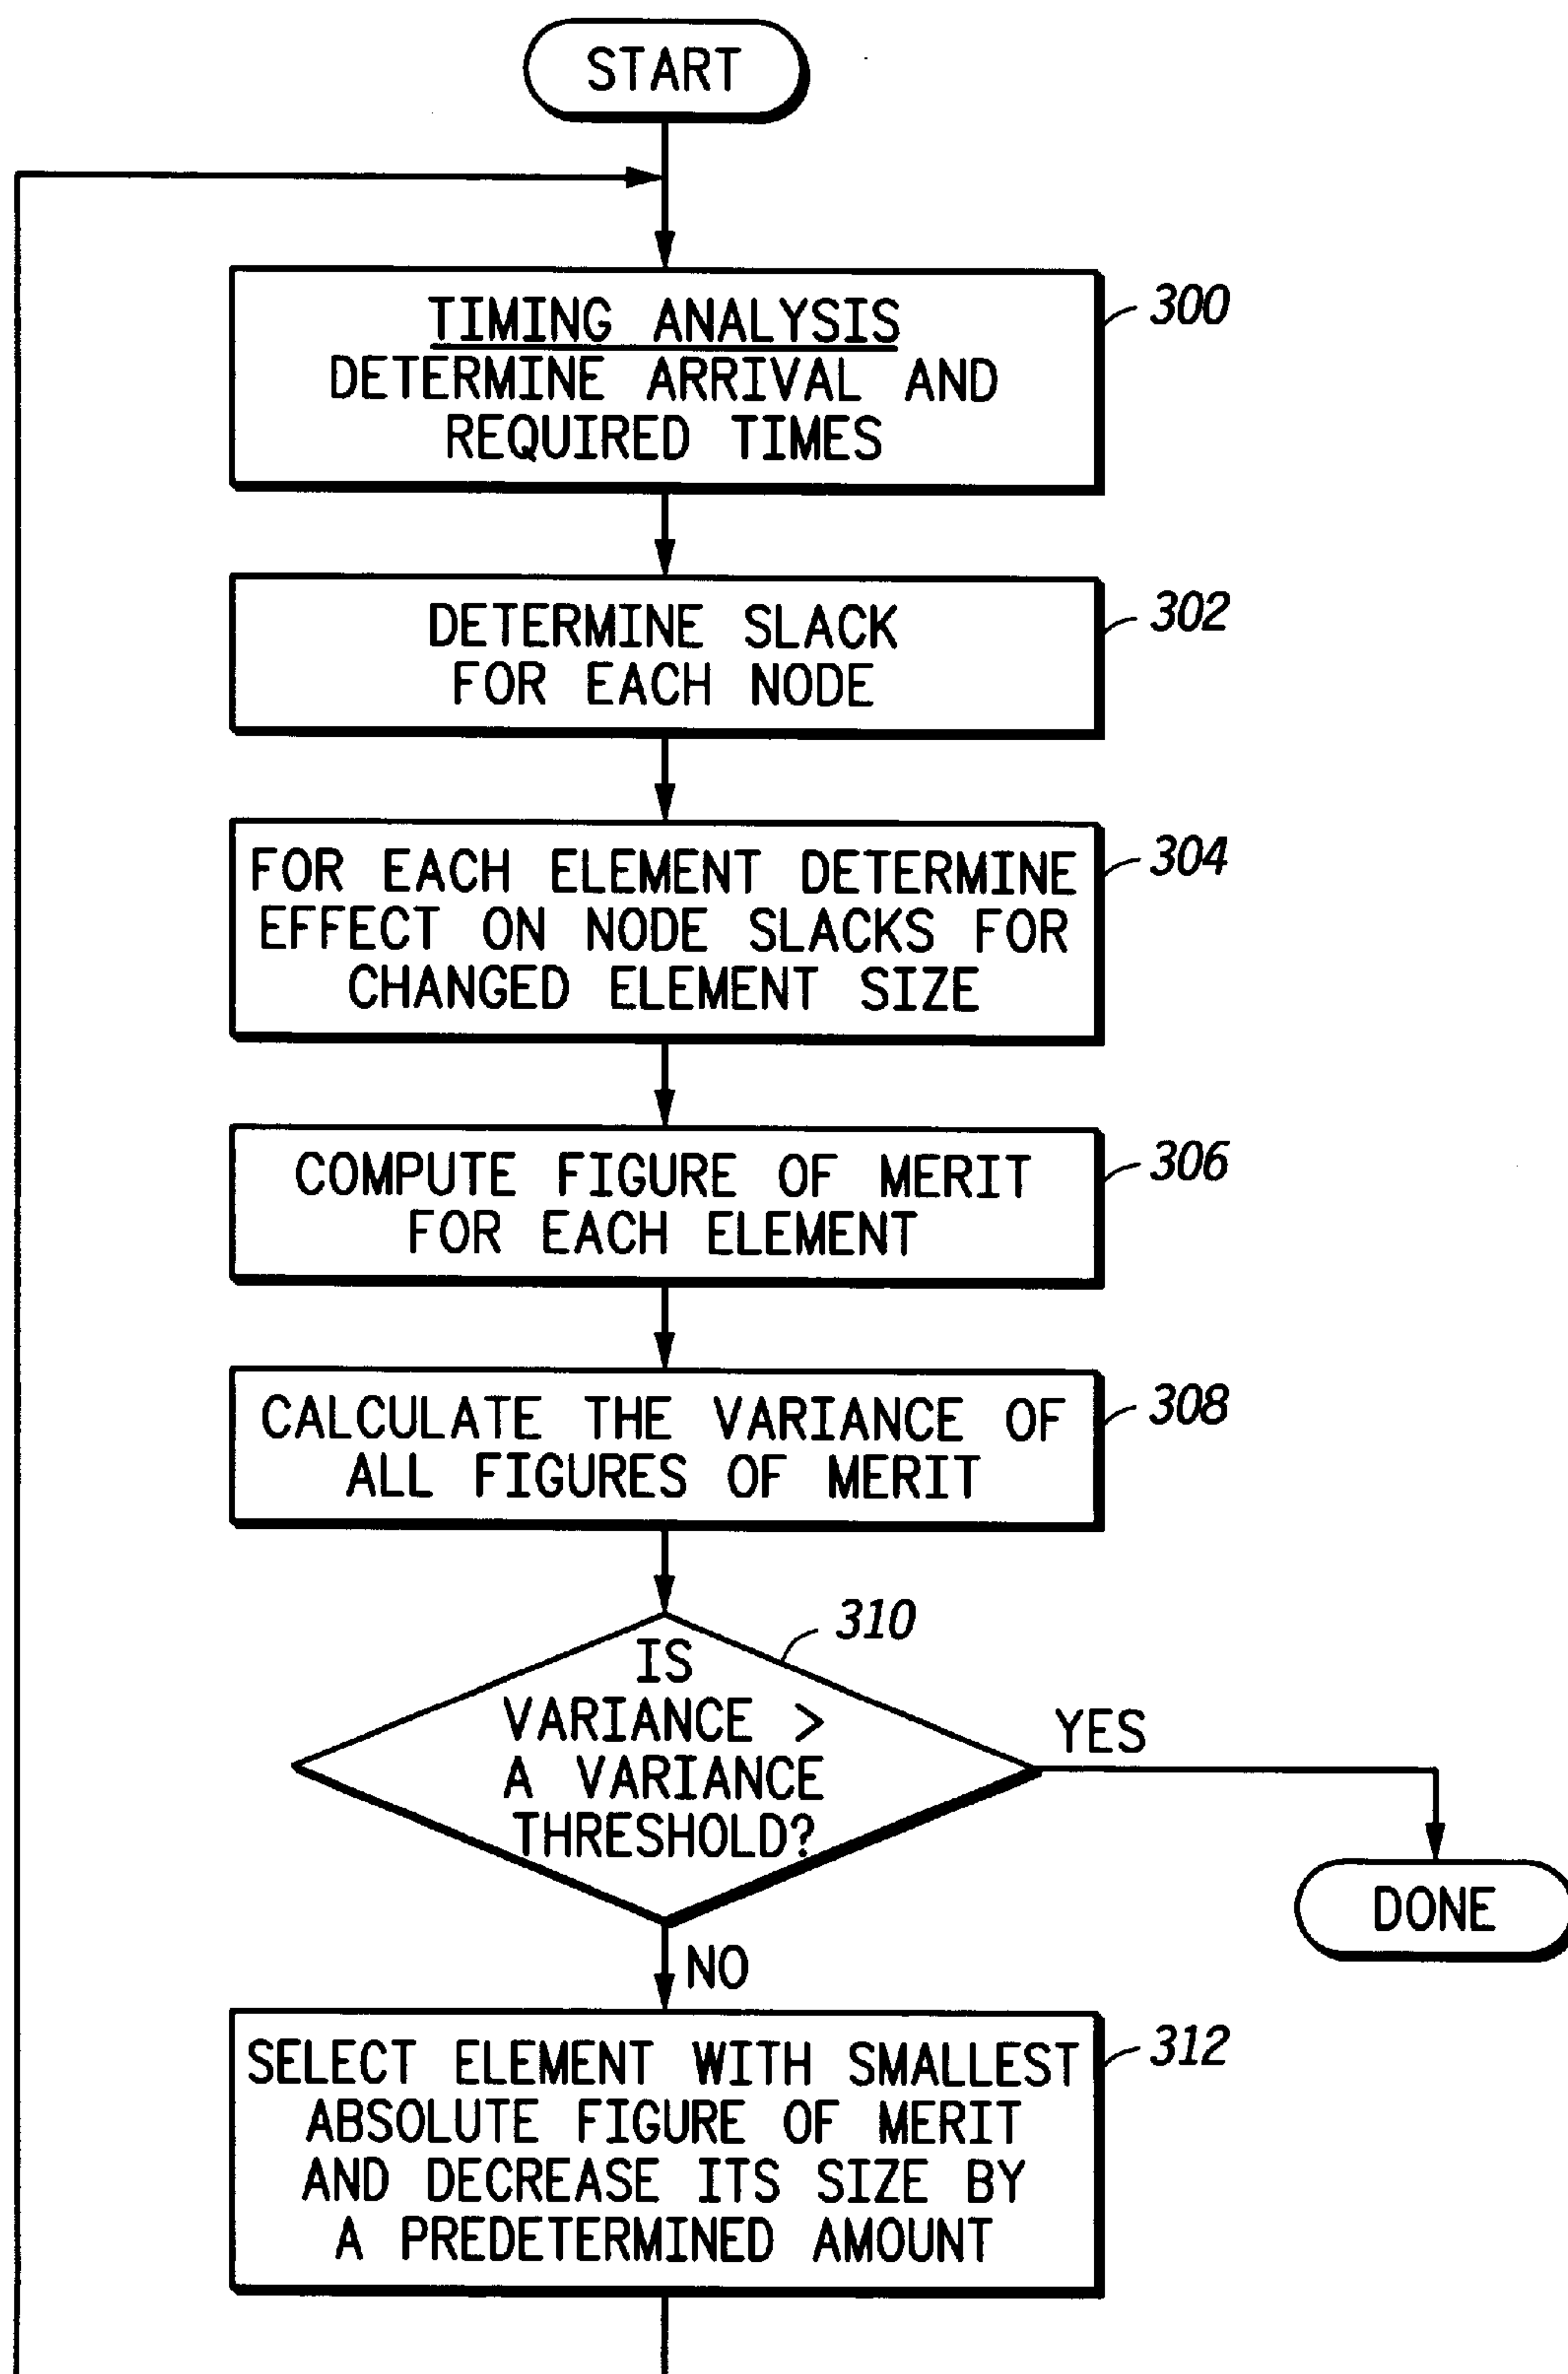 START
TIMING ANALYSIS
DETERMINE ARRIVAL AND
REQUIRED TIMES
300
DETERMINE SLACK
FOR EACH NODE
302
FOR EACH ELEMENT DETERMINE
EFFECT ON NODE SLACKS FOR
CHANGED ELEMENT SIZE
304
COMPUTE FIGURE OF MERIT
FOR EACH ELEMENT
306
CALCULATE THE VARIANCE OF
ALL FIGURES OF MERIT
308
310
IS
VARIANCE >
A VARIANCE
THRESHOLD?
YES
DONE
NO
SELECT ELEMENT WITH SMALLEST
ABSOLUTE FIGURE OF MERIT
AND DECREASE ITS SIZE BY
A PREDETERMINED AMOUNT
312